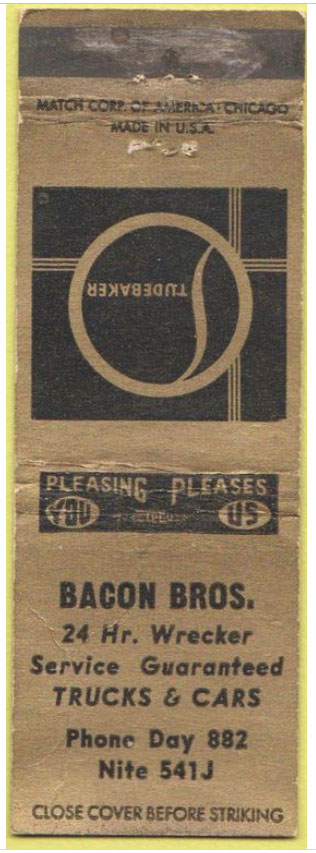 MATCH CORP. OF AMERICA · CHICAGO
MADE IN U.S.A.
STUDEBAKER
PLEASING PLEASES
YOU US
BACON BROS.
24 Hr. Wrecker
Service Guaranteed
TRUCKS & CARS
Phone Day 882
Nite 541J
CLOSE COVER BEFORE STRIKING